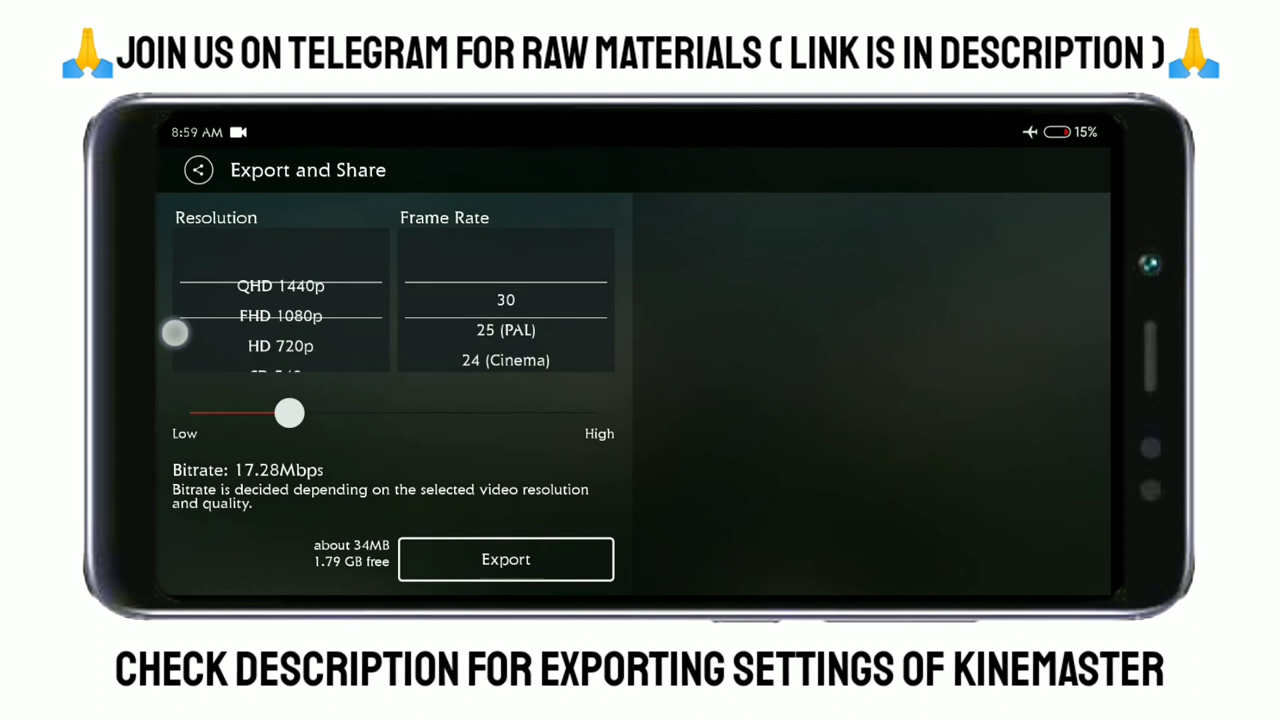 🙏JOIN US ON TELEGRAM FOR RAW MATERIALS ( LINK IS IN DESCRIPTION )🙏
8:59 AM
15%
Export and Share
Resolution
Frame Rate
QHD 1440p
FHD 1080p
HD 720p
30
25 (PAL)
24 (Cinema)
Low
High
Bitrate: 17.28Mbps
Bitrate is decided depending on the selected video resolution
and quality.
about 34MB
1.79 GB free
Export
CHECK DESCRIPTION FOR EXPORTING SETTINGS OF KINEMASTER